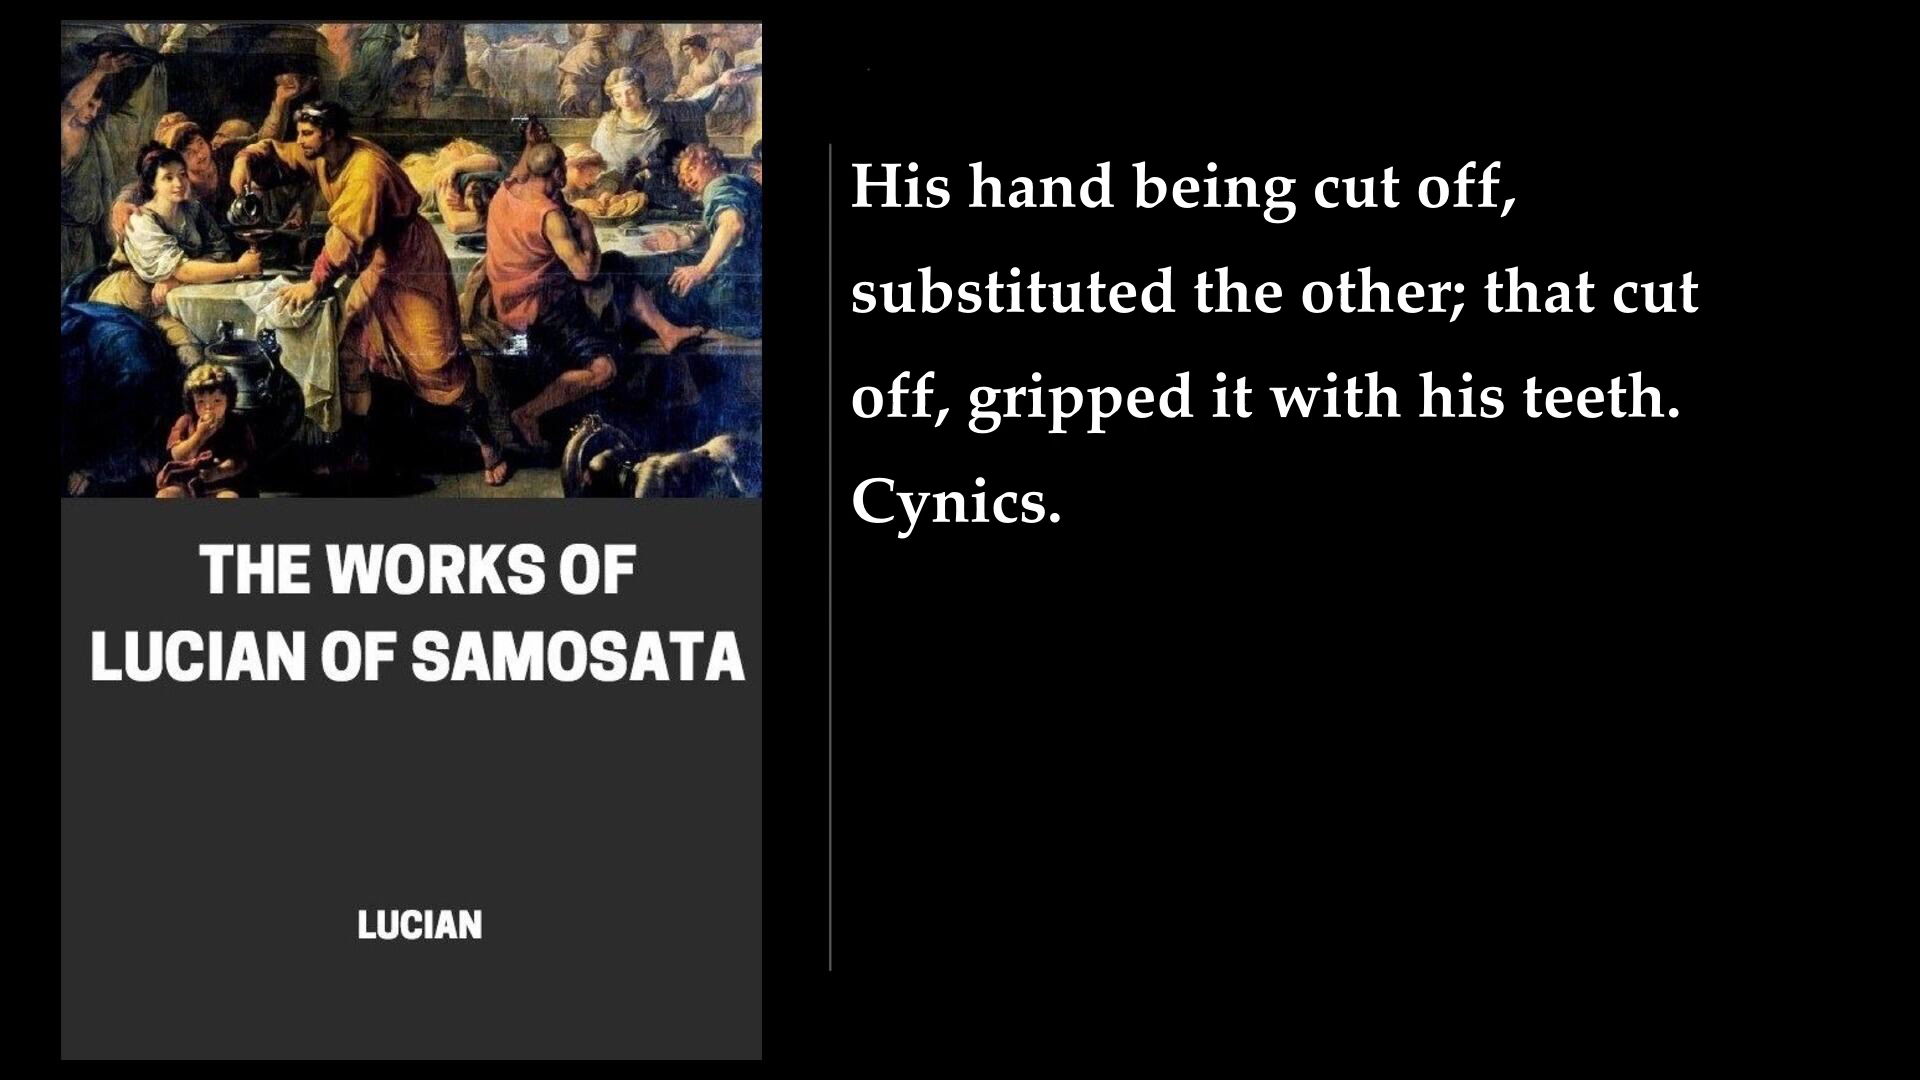 THE WORKS OF
LUCIAN OF SAMOSATA
LUCIAN
His hand being cut off,
substituted the other; that cut
off, gripped it with his teeth.
Cynics.